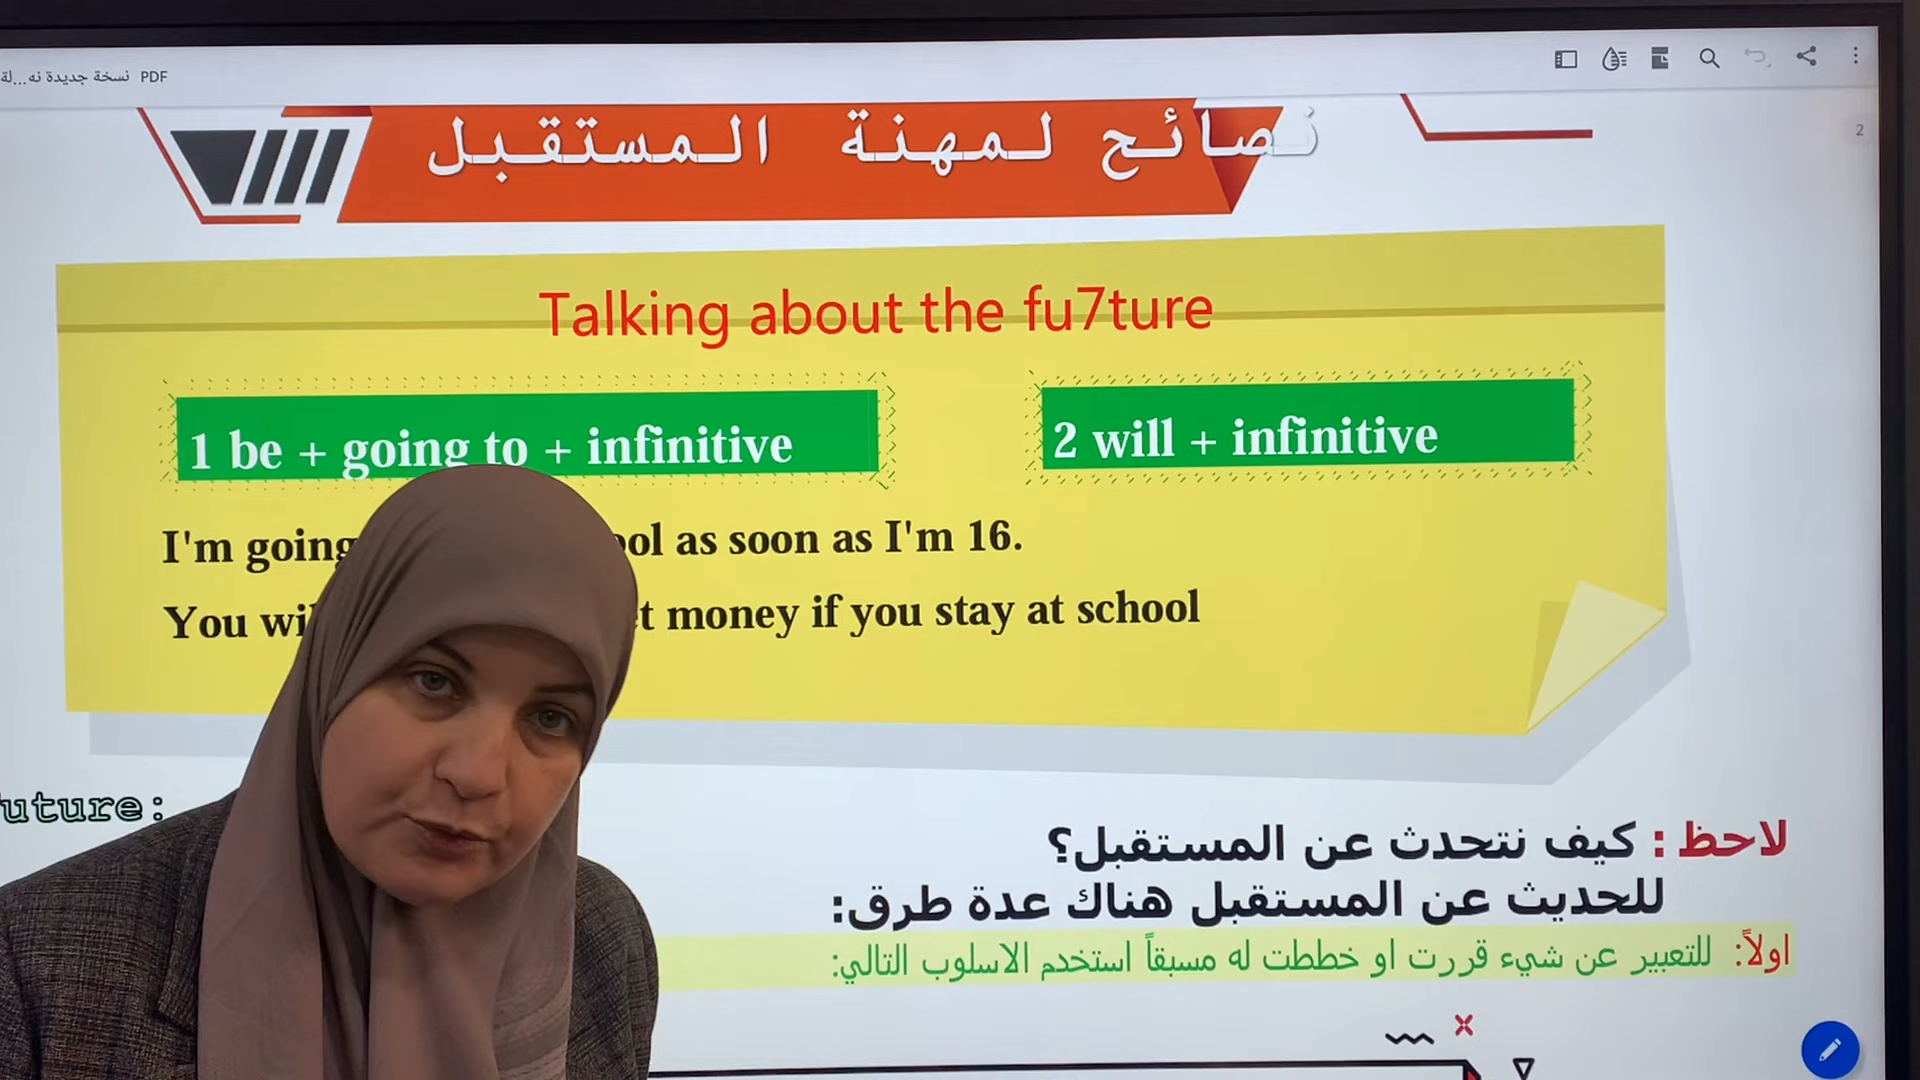 نسخة جديدة نه...لة PDF
2
نصائح لمهنة المستقبل
Talking about the fu7ture
1 be + going to + infinitive
2 will + infinitive
I'm going as soon as I'm 16.
You money if you stay at school
uture:
لاحظ : كيف نتحدث عن المستقبل؟
للحديث عن المستقبل هناك عدة طرق:
اولاً: للتعبير عن شيء قررت او خططت له مسبقاً استخدم الاسلوب التالي: